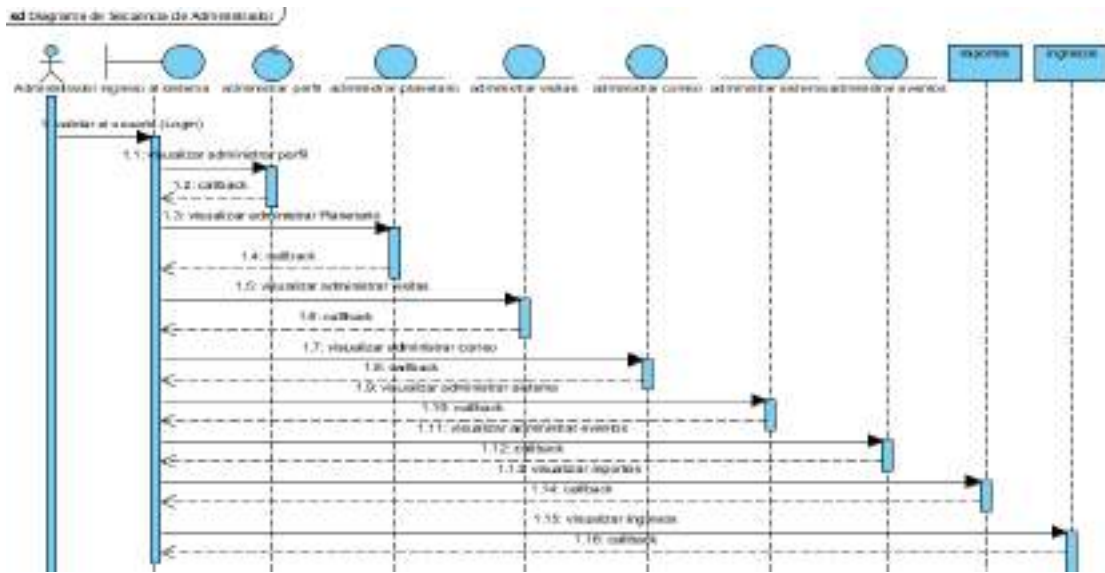 sd Diagrama de Secuencia de Administrador
Administrador ingreso al sistema administrar perfil administrar planetario administrar visitas administrar correo administrar sistema administrar eventos reportes ingresos
(Login)
1.1: visualizar administrar perfil
1.2: callback
1.3: visualizar administrar Planetario
1.4: callback
1.5: visualizar administrar visitas
1.6: callback
1.7: visualizar administrar correo
1.8: callback
1.9: visualizar administrar sistema
1.10: callback
1.11: visualizar administrar eventos
1.12: callback
1.13: visualizar reportes
1.14: callback
1.15: visualizar ingresos
1.16: callback